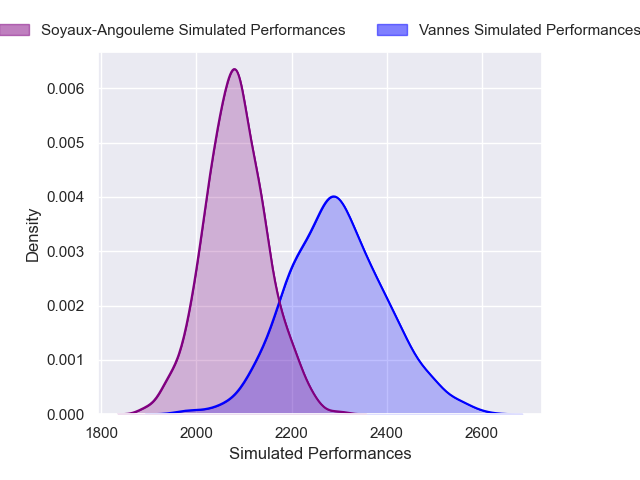 Soyaux-Angouleme Simulated Performances
Vannes Simulated Performances
0.006
0.005
0.004
0.003
0.002
0.001
0.000
Density
1800 2000 2200 2400 2600
Simulated Performances